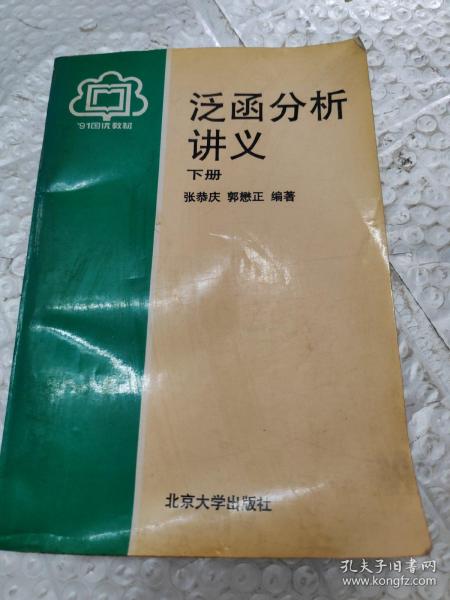 '91国优教材
泛函分析
讲义
下册
张恭庆 郭懋正 编著
北京大学出版社
孔夫子旧书网
www.kongfz.com